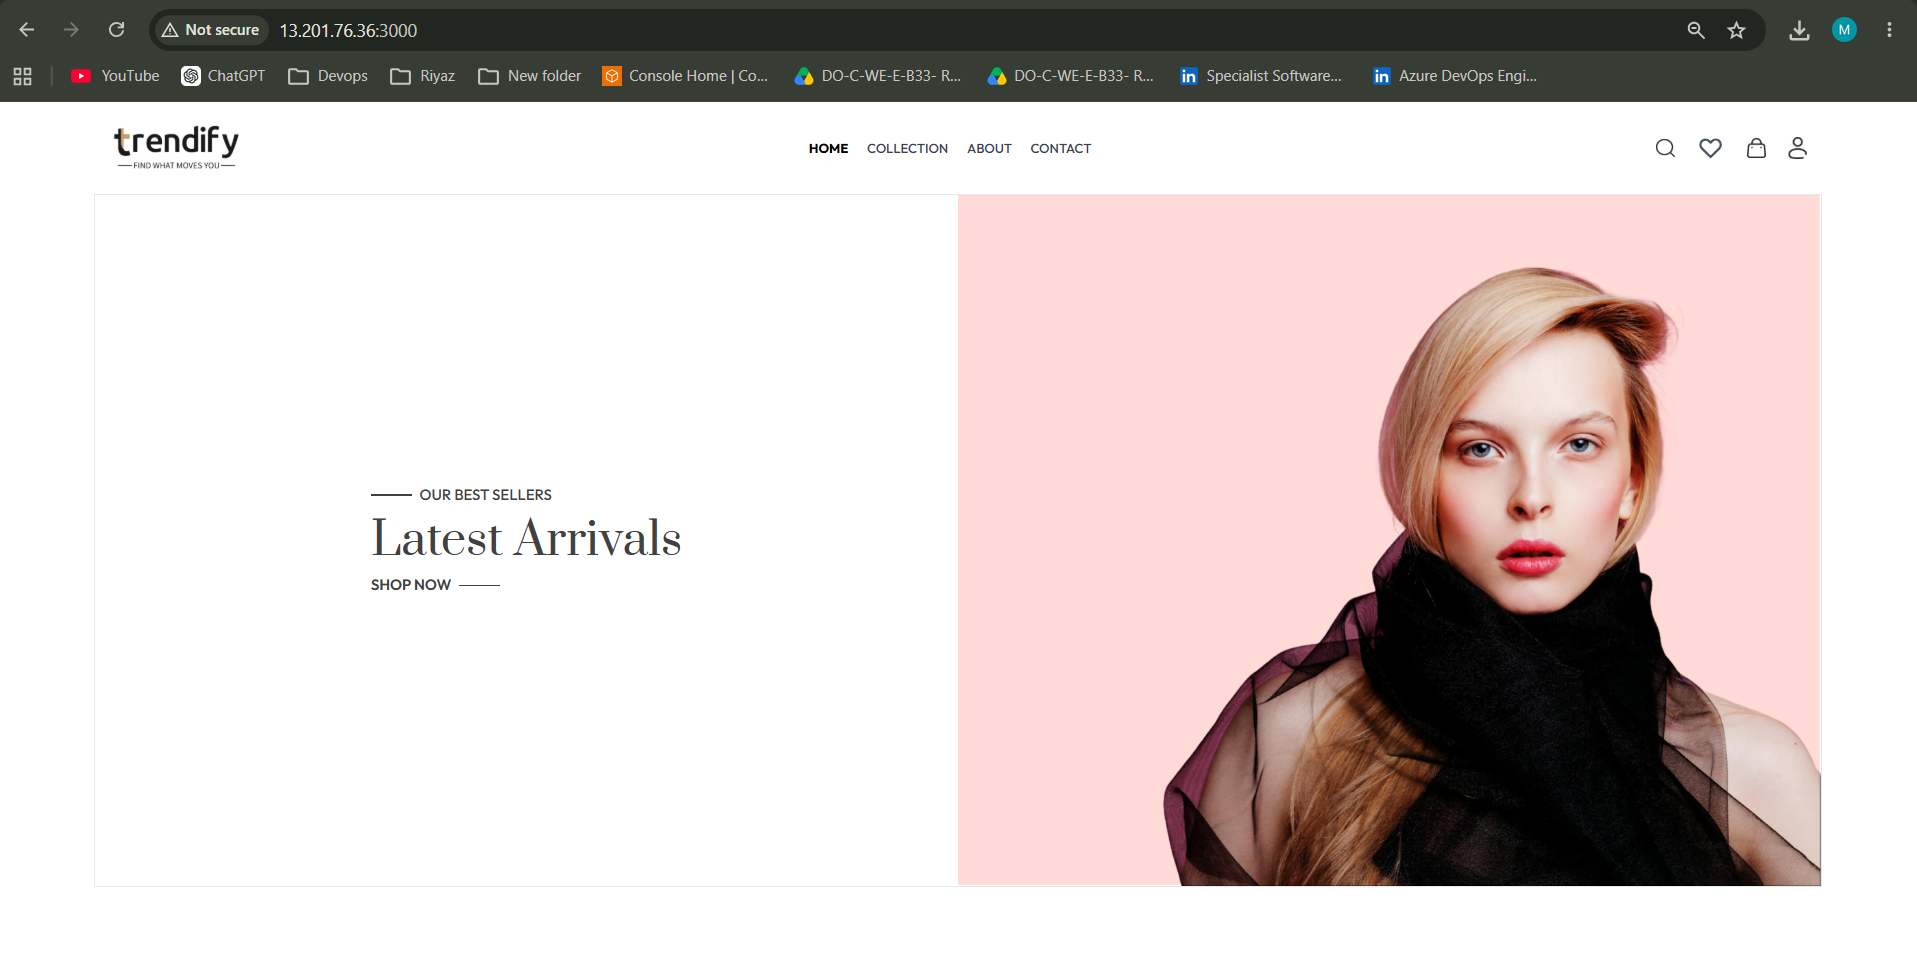 Not secure 13.201.76.36:3000
M
YouTube ChatGPT Devops Riyaz New folder Console Home | Co... DO-C-WE-E-B33- R... DO-C-WE-E-B33- R... Specialist Software... Azure DevOps Engi...
trendify
FIND WHAT MOVES YOU
HOME COLLECTION ABOUT CONTACT
OUR BEST SELLERS
Latest Arrivals
SHOP NOW